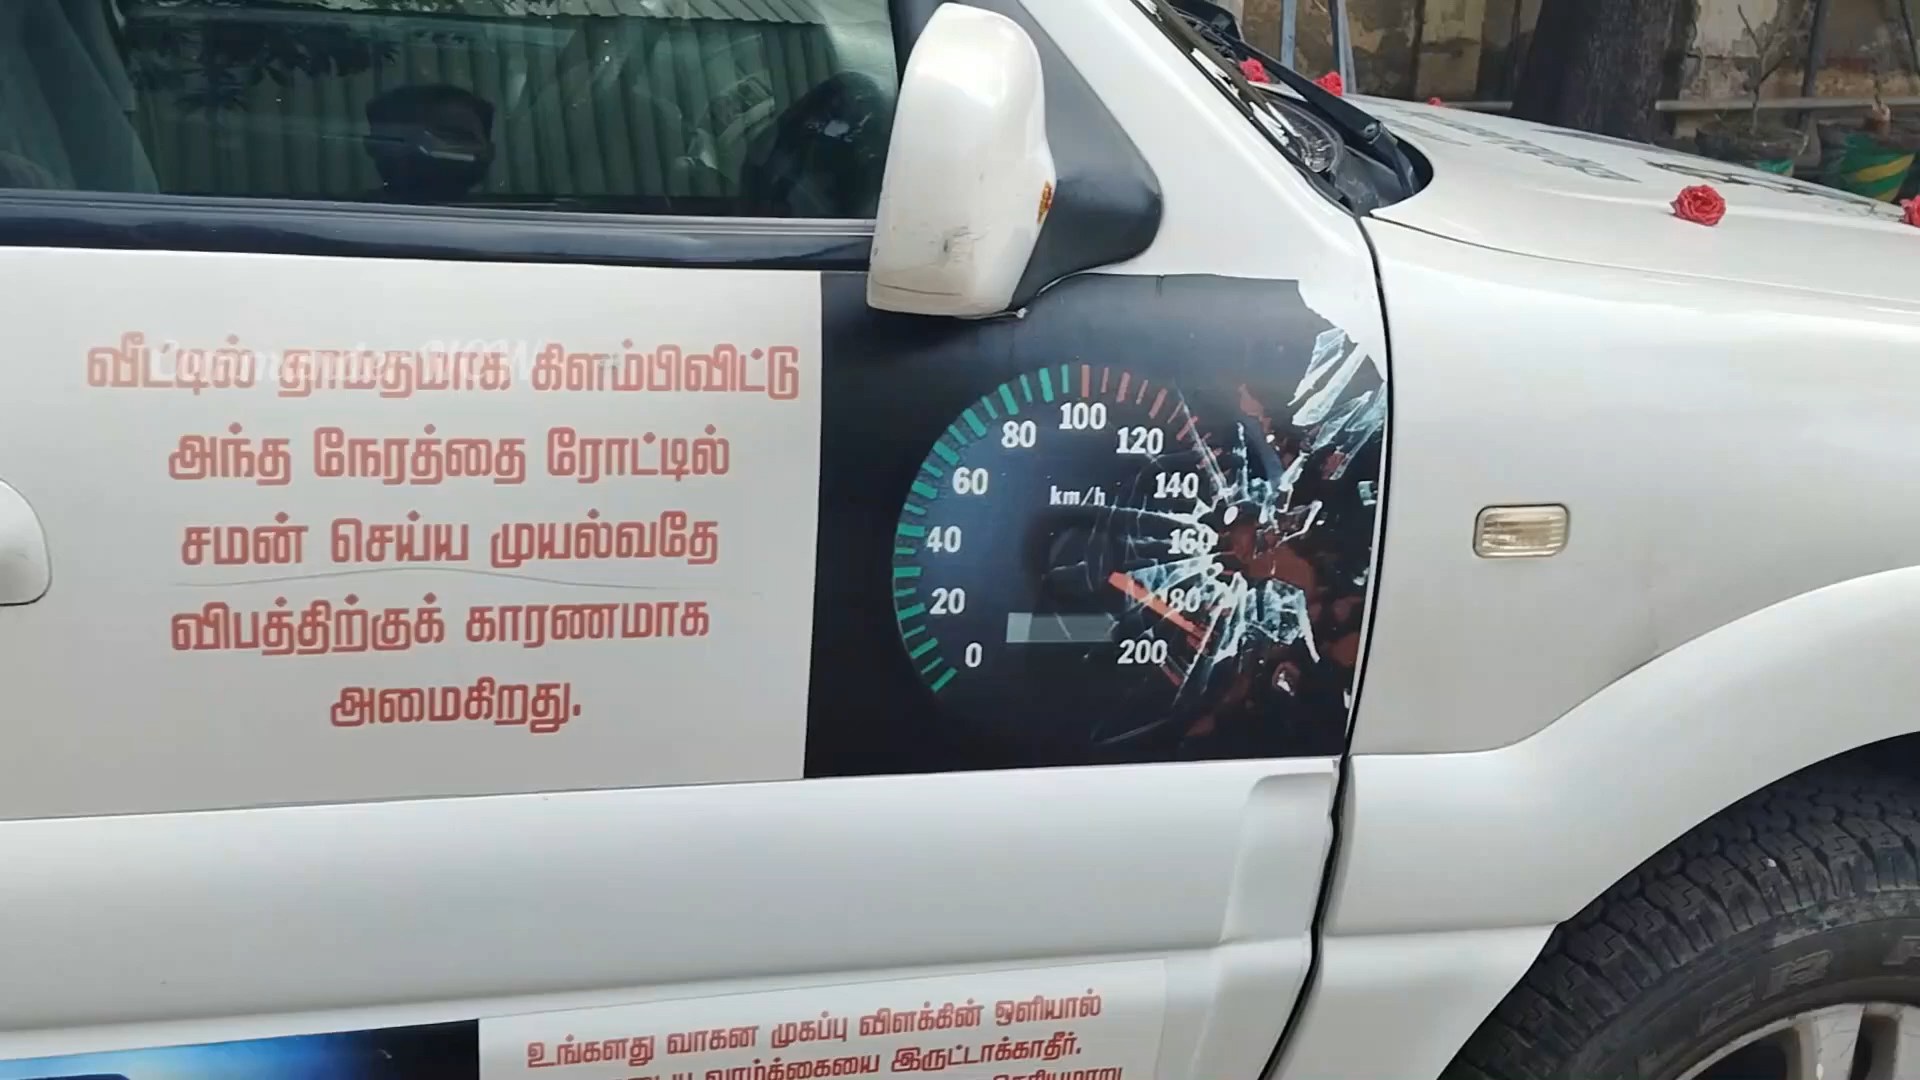 வீட்டில் தாமதமாக கிளம்பிவிட்டு
அந்த நேரத்தை ரோட்டில்
சமன் செய்ய முயல்வதே
விபத்திற்குக் காரணமாக
அமைகிறது.
0
20
40
60
80
100
120
140
160
180
200
km/h
உங்களது வாகன முகப்பு விளக்கின் ஒளியால்
வாழ்க்கையை இருட்டாக்காதீர்.